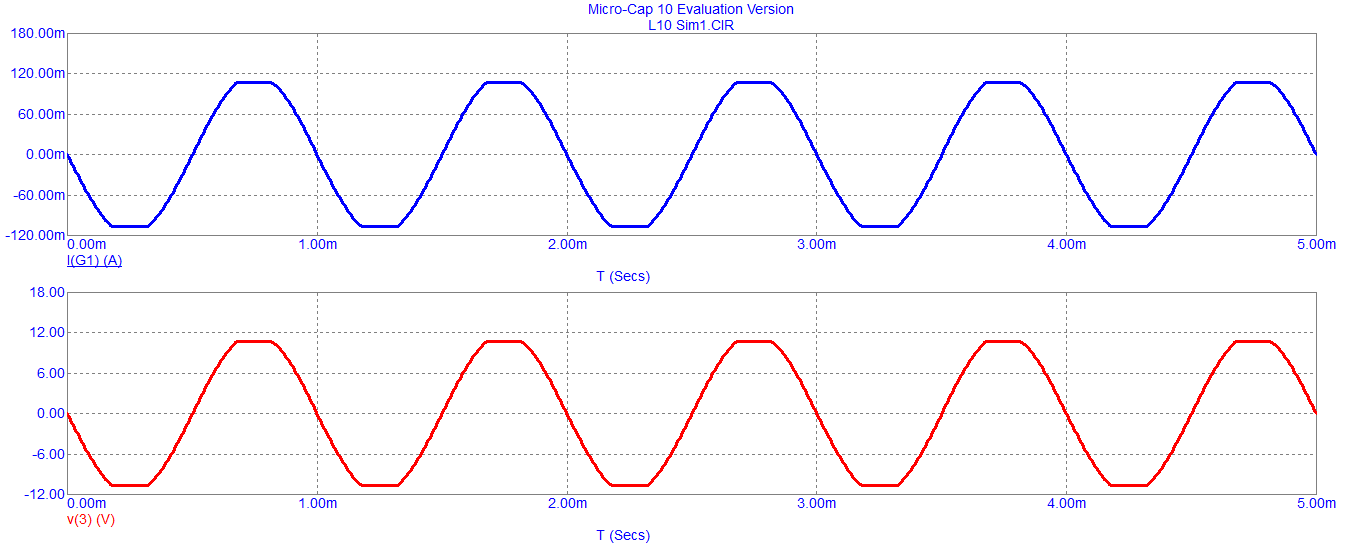 Micro-Cap 10 Evaluation Version
L10 Sim1.CIR
180.00m
120.00m
60.00m
0.00m
-60.00m
-120.00m
0.00m 1.00m 2.00m 3.00m 4.00m 5.00m
I(G1) (A)
T (Secs)
18.00
12.00
6.00
0.00
-6.00
-12.00
0.00m 1.00m 2.00m 3.00m 4.00m 5.00m
v(3) (V)
T (Secs)